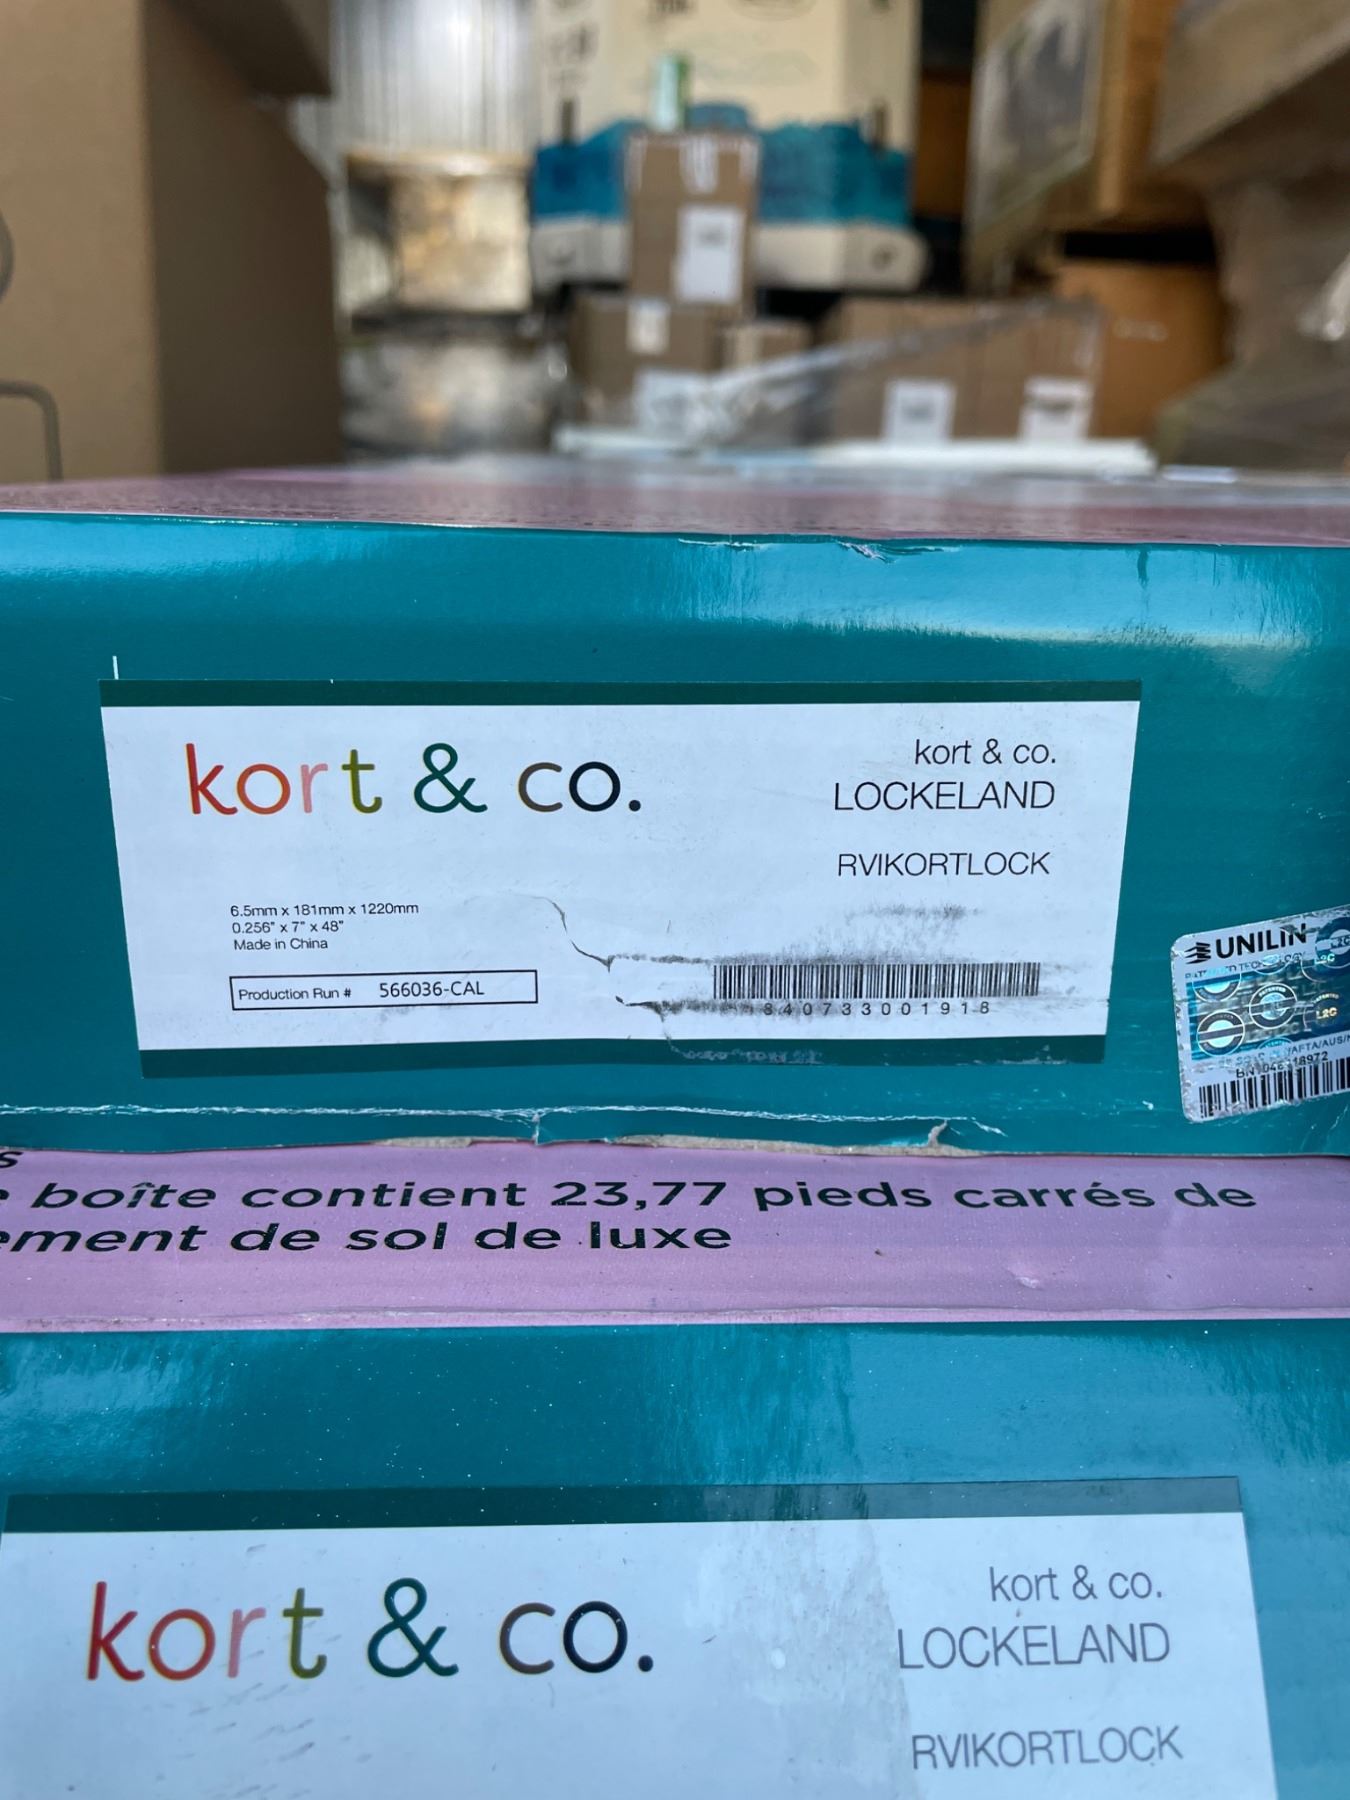 kort & co.
kort & co.
LOCKELAND
RVIKORTLOCK
6.5mm x 181mm x 1220mm
0.256" x 7" x 48"
Made in China
Production Run # 566036-CAL
840733001918
UNILIN
boîte contient 23,77 pieds carrés de
de sol de luxe
kort & co.
kort & co.
LOCKELAND
RVIKORTLOCK